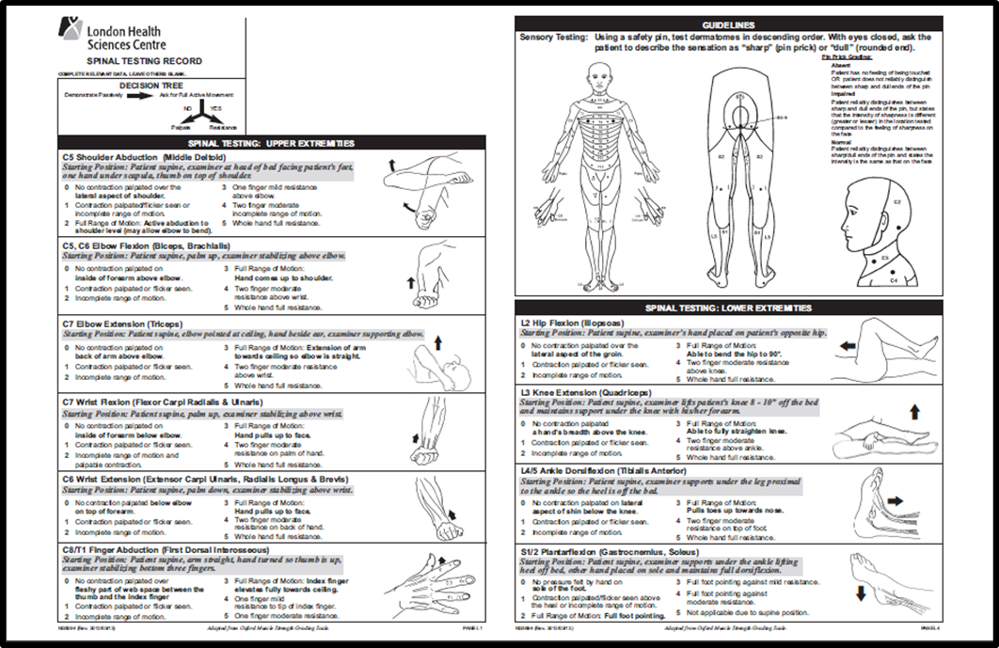 London Health
Sciences Centre
SPINAL TESTING RECORD
COMPLETE RELEVANT DATA, LEAVE OTHERS BLANK.
DECISION TREE
Demonstrate Passively Ask for Full Active Movement
NO YES
Palpate Resistance
SPINAL TESTING: UPPER EXTREMITIES
C5 Shoulder Abduction (Middle Deltoid)
Starting Position: Patient supine, examiner at head of bed facing patient's feet,
one hand under scapula, thumb on top of shoulder.
0 No contraction palpated over the
lateral aspect of shoulder.
1 Contraction palpated/flicker seen or
incomplete range of motion.
2 Full Range of Motion: Active abduction to
shoulder level (may allow elbow to bend).
3 One finger mild resistance
above elbow.
4 Two finger moderate
incomplete range of motion.
5 Whole hand full resistance.
C5, C6 Elbow Flexion (Biceps, Brachialis)
Starting Position: Patient supine, palm up, examiner stabilizing above elbow.
0 No contraction palpated on
inside of forearm above elbow.
1 Contraction palpated or flicker seen.
2 Incomplete range of motion.
3 Full Range of Motion:
Hand comes up to shoulder.
4 Two finger moderate
resistance above wrist.
5 Whole hand full resistance.
C7 Elbow Extension (Triceps)
Starting Position: Patient supine, elbow pointed at ceiling, hand beside ear, examiner supporting elbow.
0 No contraction palpated on
back of arm above elbow.
1 Contraction palpated or flicker seen.
2 Incomplete range of motion.
3 Full Range of Motion: Extension of arm
towards ceiling so elbow is straight.
4 Two finger moderate resistance
above wrist.
5 Whole hand full resistance.
C7 Wrist Flexion (Flexor Carpi Radialis & Ulnaris)
Starting Position: Patient supine, palm up, examiner stabilizing above wrist.
0 No contraction palpated on
inside of forearm below elbow.
1 Contraction palpated or flicker seen.
2 Incomplete range of motion and
palpable contraction.
3 Full Range of Motion:
Hand pulls up to face.
4 Two finger moderate
resistance on palm of hand.
5 Whole hand full resistance.
C6 Wrist Extension (Extensor Carpi Ulnaris, Radialis Longus & Brevis)
Starting Position: Patient supine, palm down, examiner stabilizing above wrist.
0 No contraction palpated below elbow
on top of forearm.
1 Contraction palpated or flicker seen.
2 Incomplete range of motion.
3 Full Range of Motion:
Hand pulls up to face.
4 Two finger moderate
resistance on back of hand.
5 Whole hand full resistance.
C8/T1 Finger Abduction (First Dorsal Interosseous)
Starting Position: Patient supine, arm straight, hand turned so thumb is up,
examiner stabilizing bottom three fingers.
0 No contraction palpated over
fleshy part of web space between the
thumb and the index finger
1 Contraction palpated or flicker seen.
2 Incomplete range of motion.
3 Full Range of Motion: Index finger
elevates fully towards ceiling.
4 One finger mild
resistance to tip of index finger.
5 One finger moderate resistance.
Adapted from Oxford Muscle Strength Grading Scale.
PANEL 1
GUIDELINES
Sensory Testing: Using a safety pin, test dermatomes in descending order. With eyes closed, ask the
patient to describe the sensation as “sharp” (pin prick) or “dull” (rounded end).
Pin Prick Grading:
Absent
Patient has no feeling of being touched
OR patient does not reliably distinguish
between sharp and dull ends of the pin
Impaired
Patient reliably distinguishes between
sharp and dull ends of the pin, but states
that the intensity of sharpness is different
(greater or lesser) in the location tested
compared to the feeling of sharpness on
the face
Normal
Patient reliably distinguishes between
sharp/dull ends of the pin and states the
intensity is the same as that on the face
S2 S2
L5 S1 S1 L5
C2
C3
C4
SPINAL TESTING: LOWER EXTREMITIES
L2 Hip Flexion (Iliopsoas)
Starting Position: Patient supine, examiner's hand placed on patient's opposite hip.
0 No contraction palpated over the
lateral aspect of the groin.
1 Contraction palpated or flicker seen.
2 Incomplete range of motion.
3 Full Range of Motion:
Able to bend the hip to 90°.
4 Two finger moderate resistance
above knee.
5 Whole hand full resistance.
L3 Knee Extension (Quadriceps)
Starting Position: Patient supine, examiner lifts patient's knee 8 - 10” off the bed
and maintains support under the knee with his/her forearm.
0 No contraction palpated
a hand's breadth above the knee.
1 Contraction palpated or flicker seen.
2 Incomplete range of motion.
3 Full Range of Motion:
Able to fully straighten knee.
4 Two finger moderate
resistance above ankle.
5 Whole hand full resistance.
L4/5 Ankle Dorsiflexion (Tibialis Anterior)
Starting Position: Patient supine, examiner supports under the leg proximal
to the ankle so the heel is off the bed.
0 No contraction palpated on lateral
aspect of shin below the knee.
1 Contraction palpated or flicker seen.
2 Incomplete range of motion.
3 Full Range of Motion:
Pulls toes up towards nose.
4 Two finger moderate
resistance on top of foot.
5 Whole hand full resistance.
S1/2 Plantarflexion (Gastrocnemius, Soleus)
Starting Position: Patient supine, examiner supports under the ankle lifting
heel off bed, other hand placed on sole and maintains full dorsiflexion.
0 No pressure felt by hand on
sole of the foot.
1 Contraction palpated/flicker seen above
the heel or incomplete range of motion.
2 Full Range of Motion: Full foot pointing.
3 Full foot pointing against mild resistance.
4 Full foot pointing against
moderate resistance.
5 Not applicable due to supine position.
Adapted from Oxford Muscle Strength Grading Scale.
PANEL 4